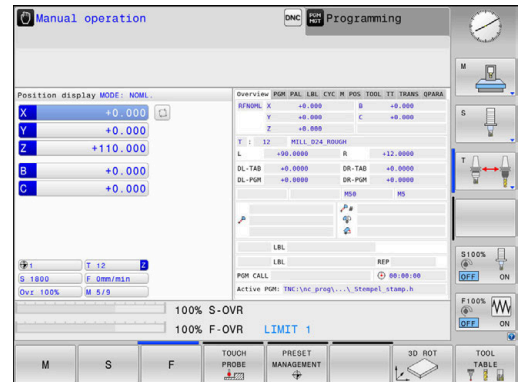 Manual operation
DNC
PGM MGT
Programming
Position display MODE: NOML.
X +0.000
Y +0.000
Z +110.000
B +0.000
C +0.000
1
T 12 Z
S 1800
F 0mm/min
Ovr 100%
M 5/9
Overview PGM PAL LBL CYC M POS TOOL TT TRANS QPARA
RFNOML X +0.000 B +0.000
Y +0.000 C +0.000
Z +0.000
T : 12 MILL_D24_ROUGH
L +90.0000 R +12.0000
DL-TAB +0.0000 DR-TAB +0.0000
DL-PGM +0.0000 DR-PGM +0.0000
M50 M5
LBL
LBL REP
PGM CALL 00:00:00
Active PGM: TNC:\nc_prog\...\_Stempel_stamp.h
100% S-OVR
100% F-OVR LIMIT 1
M
S
T
S100%
OFF ON
F100%
OFF ON
M
S
F
TOUCH PROBE
PRESET MANAGEMENT
3D ROT
TOOL TABLE